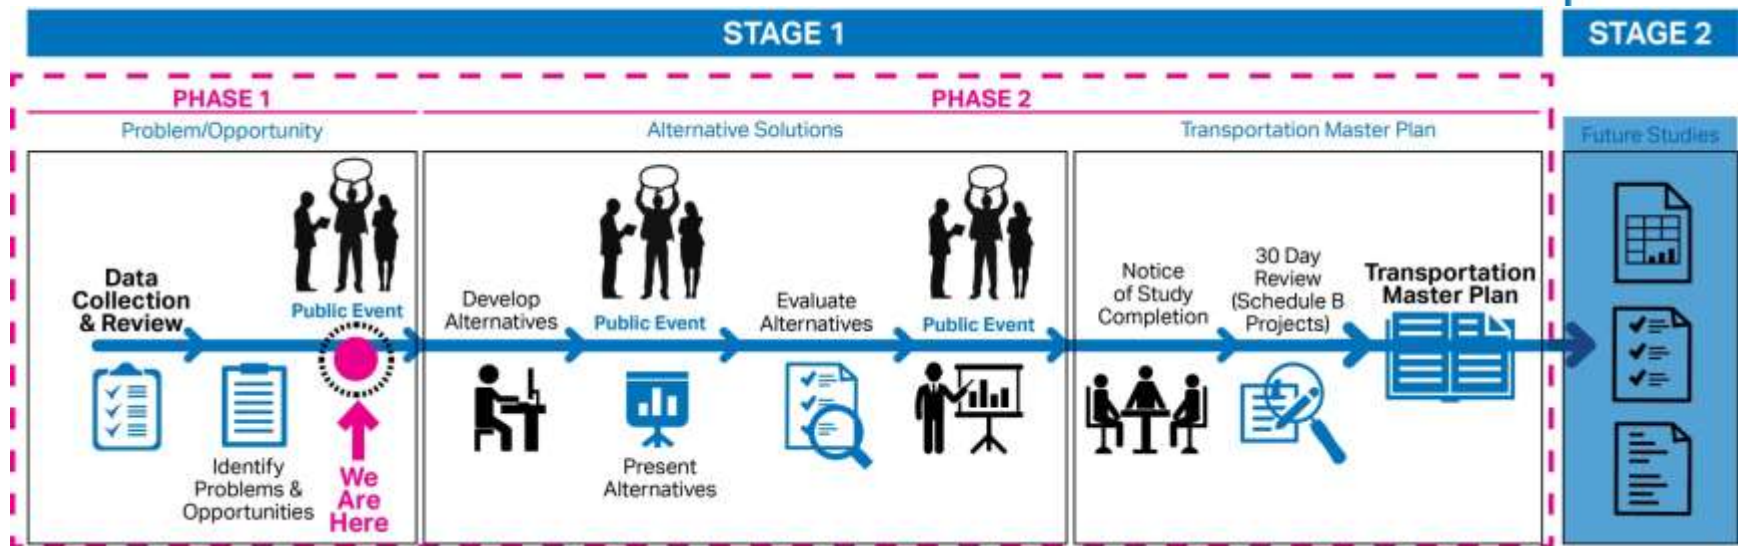 STAGE 1
STAGE 2
PHASE 1
PHASE 2
Problem/Opportunity
Alternative Solutions
Transportation Master Plan
Future Studies
Data
Collection
& Review
Identify
Problems &
Opportunities
Public Event
We
Are
Here
Develop
Alternatives
Public Event
Present
Alternatives
Evaluate
Alternatives
Public Event
Notice
of Study
Completion
30 Day
Review
(Schedule B
Projects)
Transportation
Master Plan